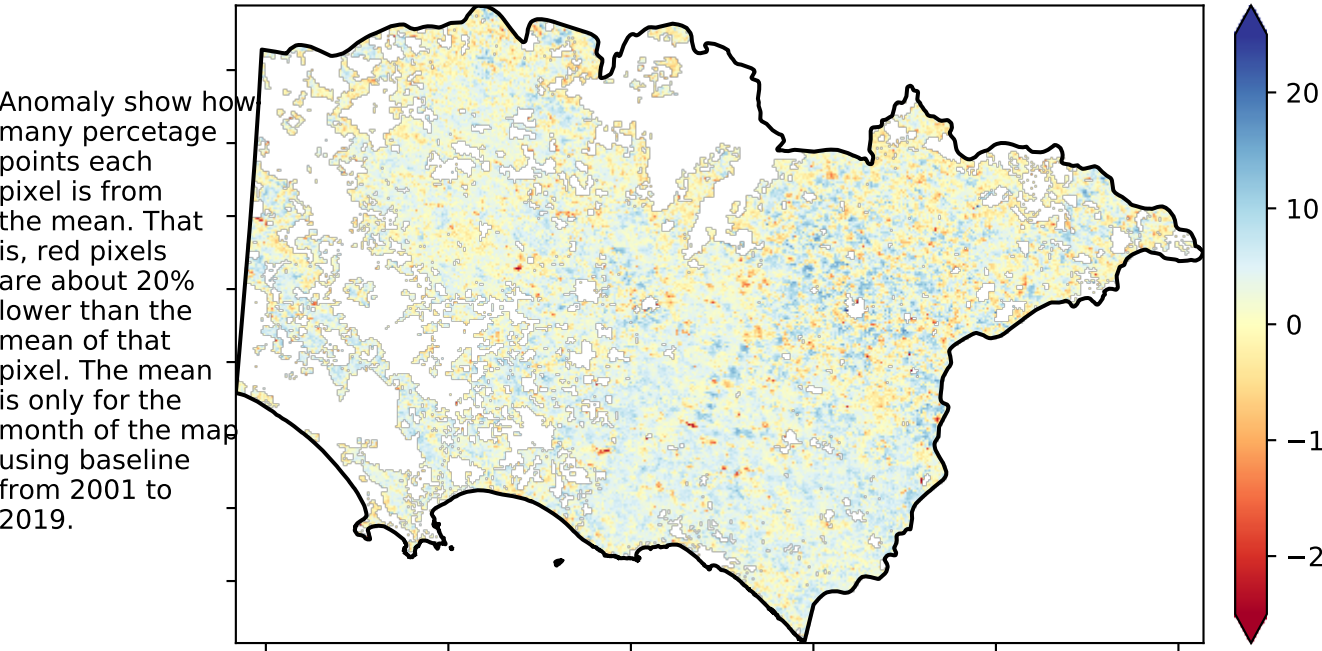 Anomaly show how
many percetage
points each
pixel is from
the mean. That
is, red pixels
are about 20%
lower than the
mean of that
pixel. The mean
is only for the
month of the map
using baseline
from 2001 to
2019.
20
10
0
−1
−2